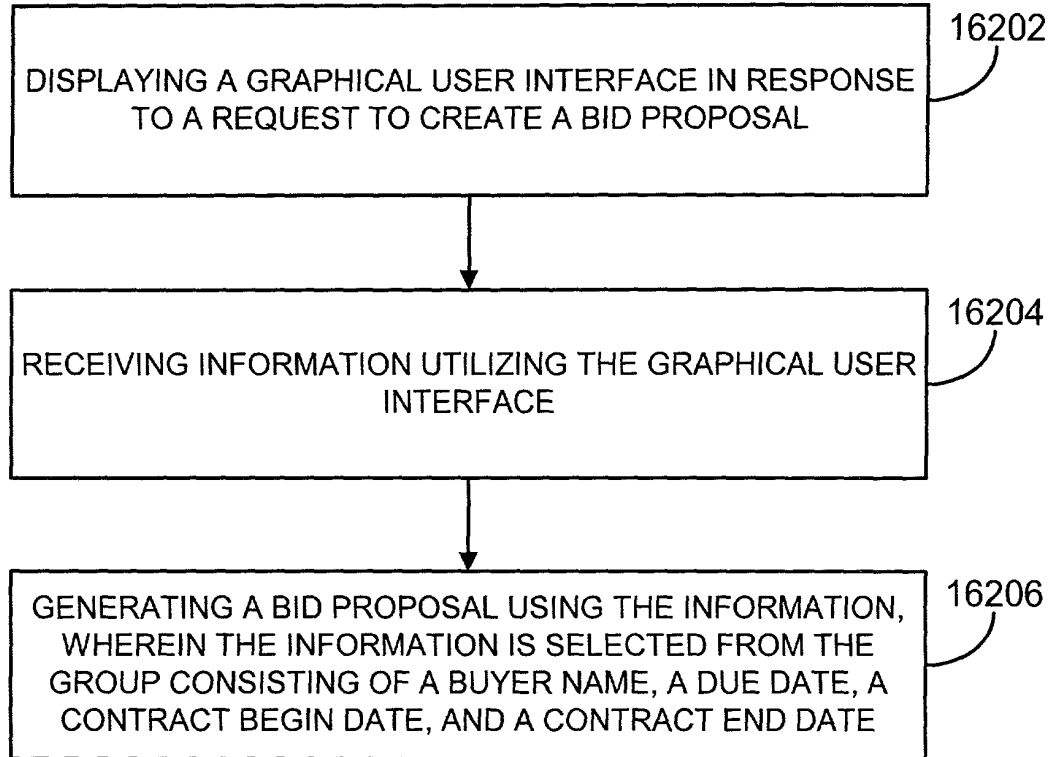 16202
DISPLAYING A GRAPHICAL USER INTERFACE IN RESPONSE
TO A REQUEST TO CREATE A BID PROPOSAL
16204
RECEIVING INFORMATION UTILIZING THE GRAPHICAL USER
INTERFACE
16206
GENERATING A BID PROPOSAL USING THE INFORMATION,
WHEREIN THE INFORMATION IS SELECTED FROM THE
GROUP CONSISTING OF A BUYER NAME, A DUE DATE, A
CONTRACT BEGIN DATE, AND A CONTRACT END DATE